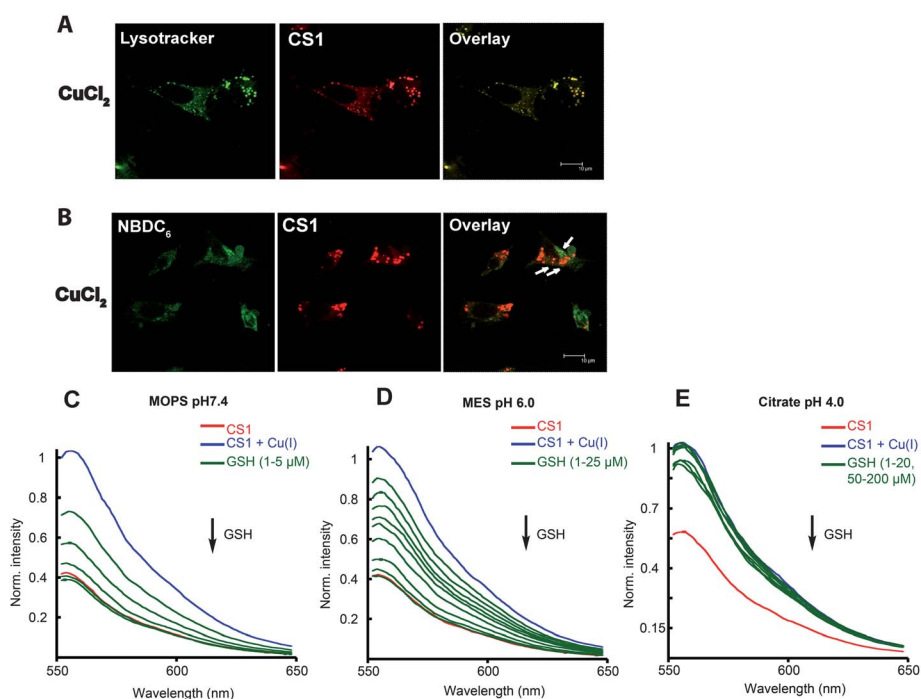 A
Lysotracker
CS1
Overlay
CuCl₂
10 µm
B
NBDC₆
CS1
Overlay
CuCl₂
10 µm
C
MOPS pH7.4
CS1
CS1 + Cu(I)
GSH (1-5 µM)
GSH
1
0.8
0.6
0.4
0.2
Norm. intensity
550
600
650
Wavelength (nm)
D
MES pH 6.0
CS1
CS1 + Cu(I)
GSH (1-25 µM)
GSH
1
0.8
0.6
0.4
0.2
Norm. intensity
550
600
650
Wavelength (nm)
E
Citrate pH 4.0
CS1
CS1 + Cu(I)
GSH (1-20,
50-200 µM)
GSH
1
0.75
0.45
0.15
Norm. intensity
550
600
650
Wavelength (nm)